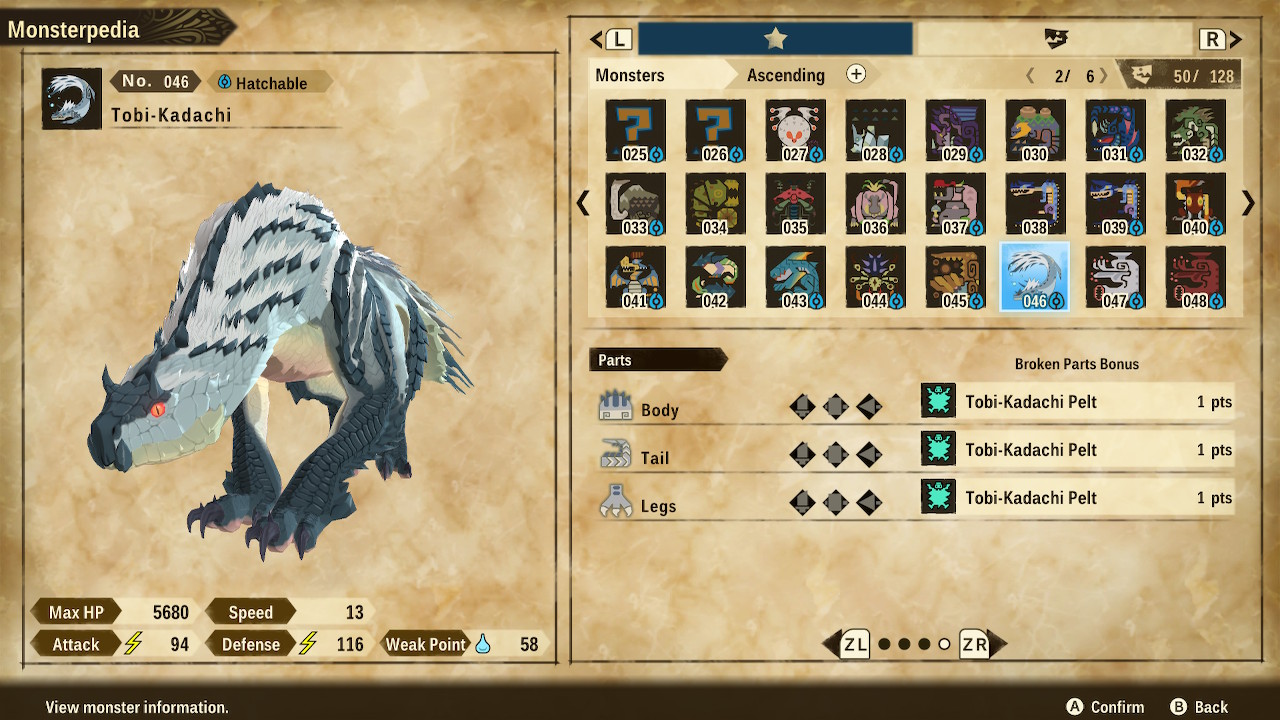 Monsterpedia
No. 046
Hatchable
Tobi-Kadachi
L
R
Monsters
Ascending
2/ 6
50/ 128
025
026
027
028
029
030
031
032
033
034
035
036
037
038
039
040
041
042
043
044
045
046
047
048
Parts
Broken Parts Bonus
Body
Tobi-Kadachi Pelt
1 pts
Tail
Tobi-Kadachi Pelt
1 pts
Legs
Tobi-Kadachi Pelt
1 pts
Max HP 5680
Speed 13
Attack 94
Defense 116
Weak Point 58
ZL
ZR
View monster information.
A Confirm
B Back